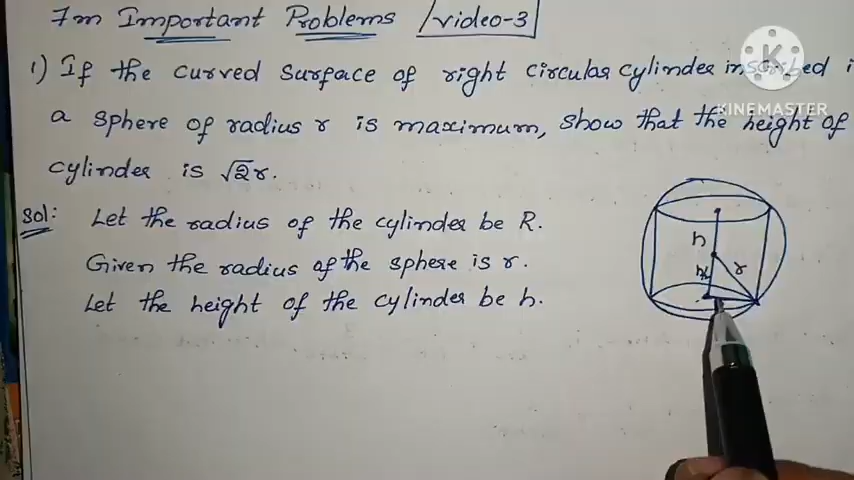 7m Important Problems /video-3
1) If the curved surface of right circular cylinder inscribed i
a sphere of radius r is maximum, show that the height of
cylinder is √2r.
Sol: Let the radius of the cylinder be R.
Given the radius of the sphere is r.
Let the height of the cylinder be h.
h
r
K
KINEMASTER